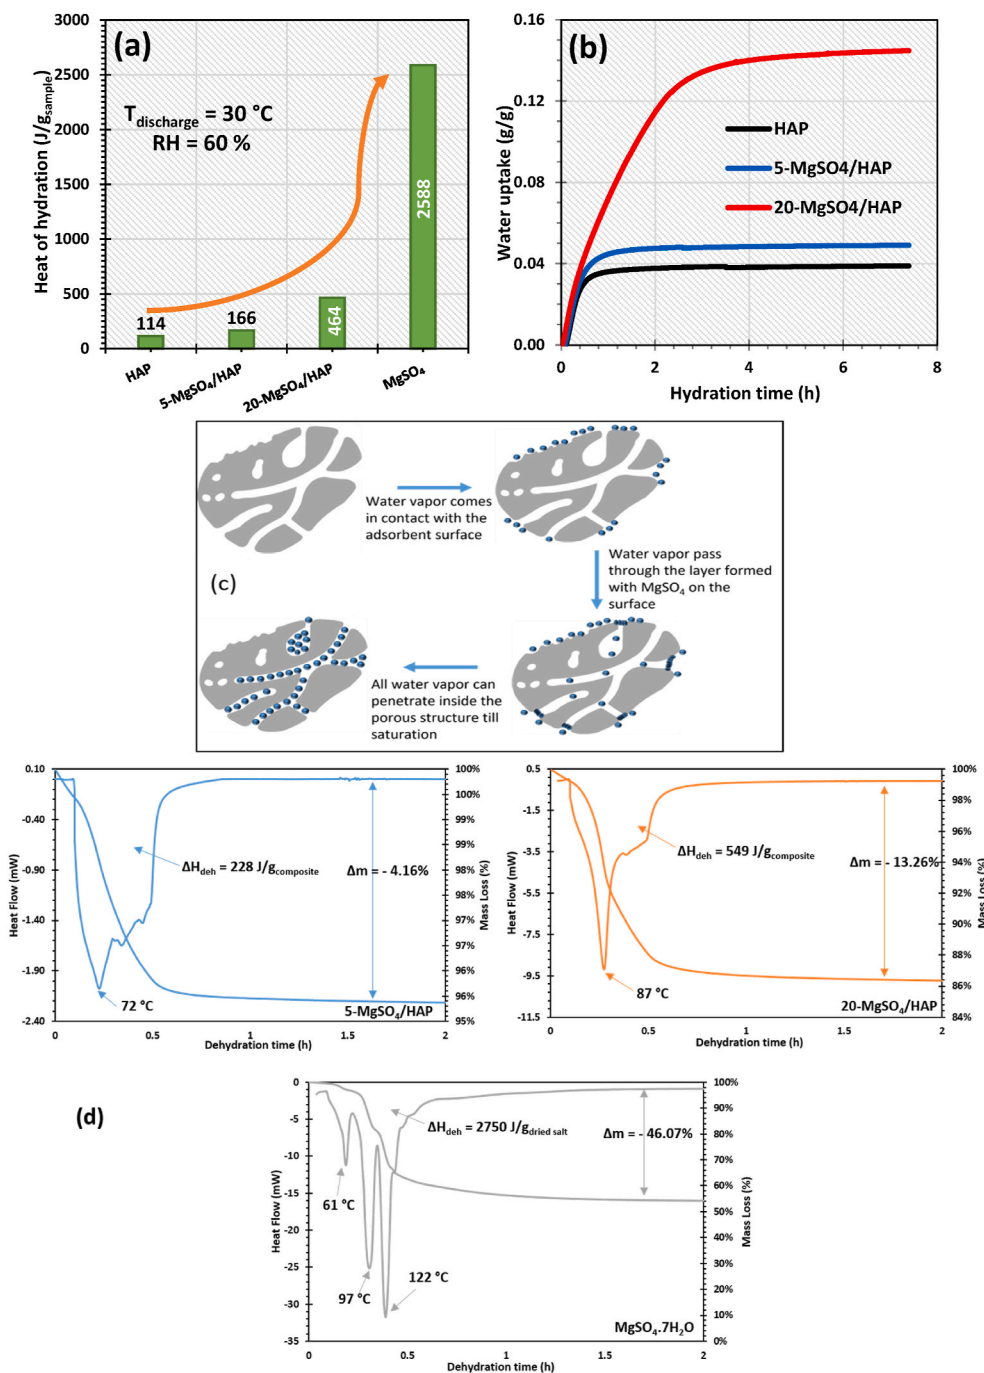 (a)
3000
2500
2000
1500
1000
500
0
Heat of hydration (J/gsample)
Tdischarge = 30 °C
RH = 60 %
114
166
464
2588
HAP
5-MgSO4/HAP
20-MgSO4/HAP
MgSO4
(b)
0.16
0.12
0.08
0.04
0.00
Water uptake (g/g)
HAP
5-MgSO4/HAP
20-MgSO4/HAP
0 2 4 6 8
Hydration time (h)
(c)
Water vapor comes
in contact with the
adsorbent surface
Water vapor pass
through the layer formed
with MgSO4 on the
surface
All water vapor can
penetrate inside the
porous structure till
saturation
(d)
0.10
-0.40
-0.90
-1.40
-1.90
-2.40
Heat Flow (mW)
100%
100%
99%
99%
98%
98%
97%
97%
96%
96%
95%
Mass Loss (%)
ΔHdeh = 228 J/gcomposite
Δm = - 4.16%
72 °C
5-MgSO4/HAP
0 0.5 1 1.5 2
Dehydration time (h)
0.5
-1.5
-3.5
-5.5
-7.5
-9.5
-11.5
Heat Flow (mW)
100%
98%
96%
94%
92%
90%
88%
86%
84%
Mass Loss (%)
ΔHdeh = 549 J/gcomposite
Δm = - 13.26%
87 °C
20-MgSO4/HAP
0 0.5 1 1.5 2
Dehydration time (h)
0
-5
-10
-15
-20
-25
-30
-35
Heat Flow (mW)
100%
90%
80%
70%
60%
50%
40%
30%
20%
10%
0%
Mass Loss (%)
ΔHdeh = 2750 J/gdried salt
Δm = - 46.07%
61 °C
97 °C
122 °C
MgSO4.7H2O
0 0.5 1 1.5 2
Dehydration time (h)